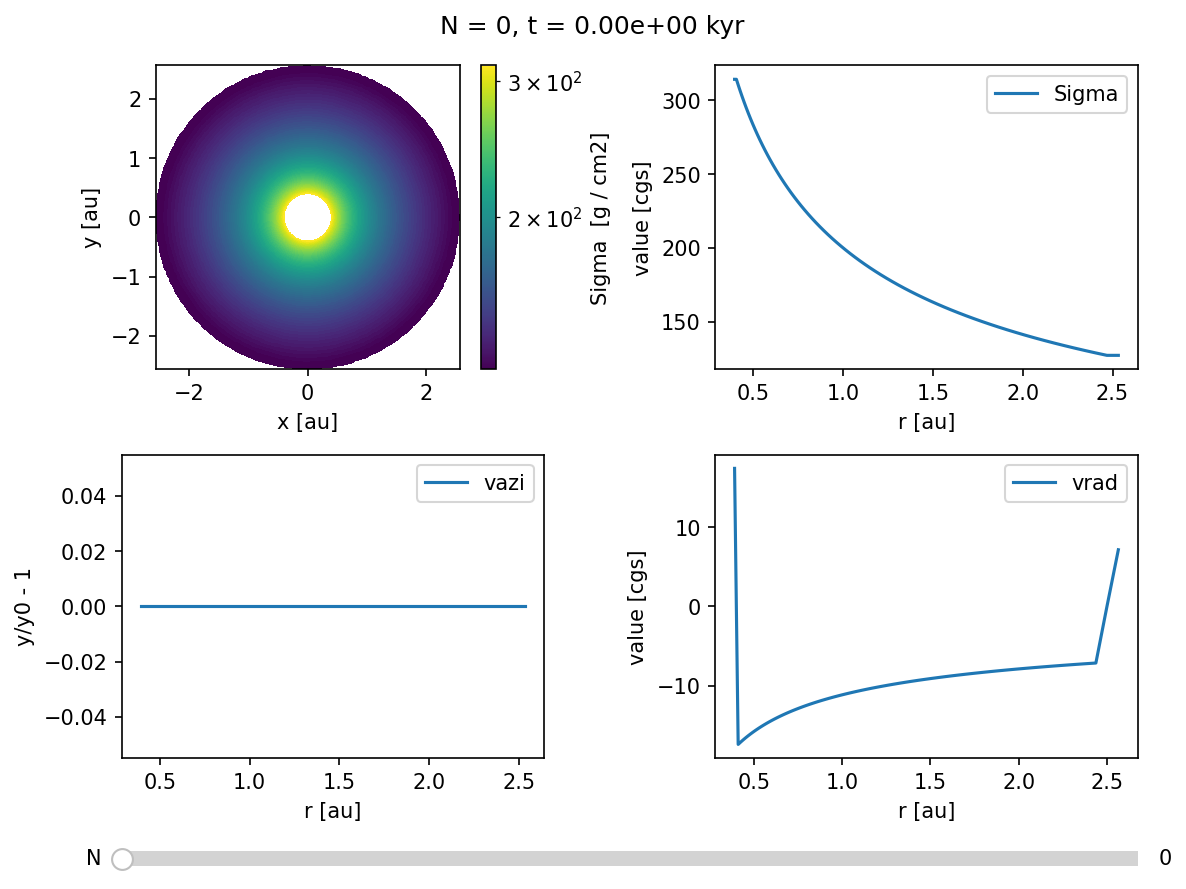 N = 0, t = 0.00e+00 kyr
2
1
0
−1
−2
y [au]
−2 0 2
x [au]
3 × 10²
2 × 10²
Sigma [g / cm2]
300
250
200
150
value [cgs]
Sigma
0.5 1.0 1.5 2.0 2.5
r [au]
0.04
0.02
0.00
−0.02
−0.04
y/y0 - 1
vazi
0.5 1.0 1.5 2.0 2.5
r [au]
10
0
−10
value [cgs]
vrad
0.5 1.0 1.5 2.0 2.5
r [au]
N 0